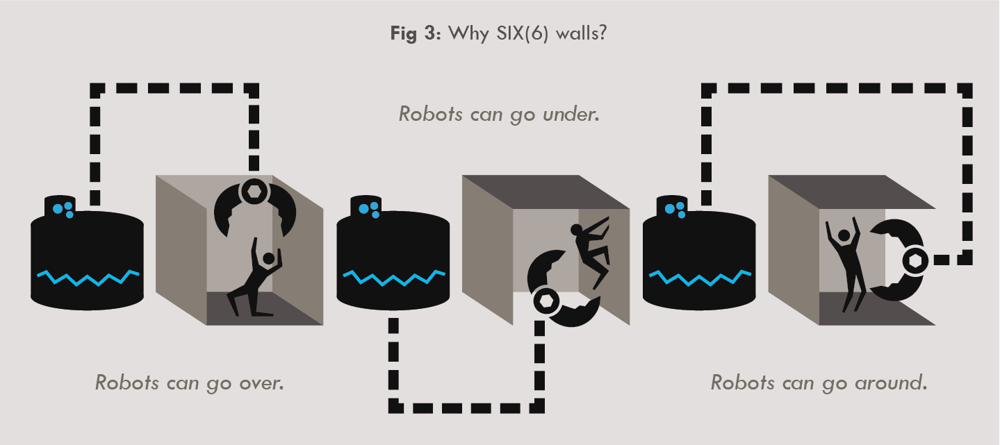 Fig 3: Why SIX(6) walls?
Robots can go under.
Robots can go over.
Robots can go around.